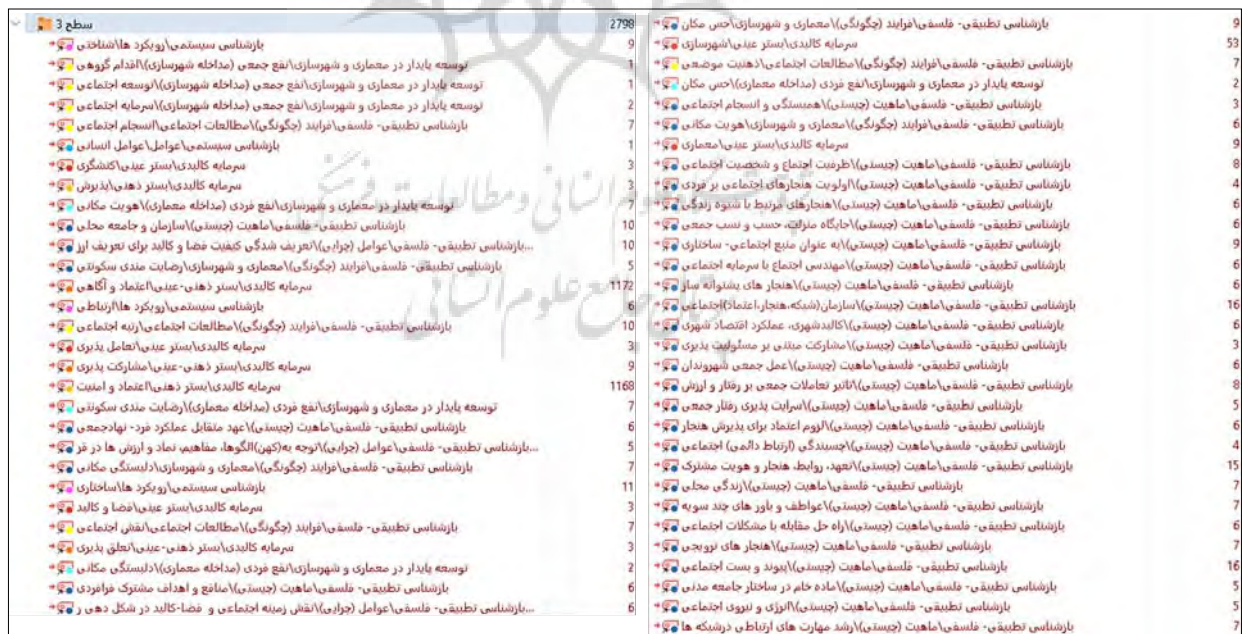 سطح 3 2798
بازشناسی سیستمی\رویکرد ها\شناختی 9
توسعه پایدار در معماری و شهرسازی\نفع جمعی (مداخله شهرسازی)\اقدام گروهی 1
توسعه پایدار در معماری و شهرسازی\نفع جمعی (مداخله شهرسازی)\توسعه اجتماعی 1
توسعه پایدار در معماری و شهرسازی\نفع جمعی (مداخله شهرسازی)\سرمایه اجتماعی 2
بازشناسی تطبیقی- فلسفی\فرایند (چگونگی)\مطالعات اجتماعی\انسجام اجتماعی 7
بازشناسی سیستمی\عوامل\عوامل انسانی 1
سرمایه کالبدی\بستر عینی\کنشگری 3
سرمایه کالبدی\بستر ذهنی\پذیرش 3
توسعه پایدار در معماری و شهرسازی\نفع فردی (مداخله معماری)\هویت مکانی 7
بازشناسی تطبیقی- فلسفی\ماهیت (چیستی)\سازمان و جامعه محلی 10
بازشناسی تطبیقی- فلسفی\عوامل (چرایی)\تعریف شدگی کیفیت فضا و کالبد برای تعریف ارز... 10
بازشناسی تطبیقی- فلسفی\فرایند (چگونگی)\معماری و شهرسازی\رضایت مندی سکونتی 5
سرمایه کالبدی\بستر ذهنی-عینی\اعتماد و آگاهی 1172
بازشناسی سیستمی\رویکرد ها\ارتباطی 6
بازشناسی تطبیقی- فلسفی\فرایند (چگونگی)\مطالعات اجتماعی\رتبه اجتماعی 10
سرمایه کالبدی\بستر عینی\تعامل پذیری 3
سرمایه کالبدی\بستر ذهنی-عینی\مشارکت پذیری 9
سرمایه کالبدی\بستر ذهنی\اعتماد و امنیت 1168
توسعه پایدار در معماری و شهرسازی\نفع فردی (مداخله معماری)\رضایت مندی سکونتی 7
بازشناسی تطبیقی- فلسفی\ماهیت (چیستی)\عهد متقابل عملکرد فرد- نهادجمعی 6
بازشناسی تطبیقی- فلسفی\عوامل (چرایی)\توجه به(کهن)الگوها، مفاهیم، نماد و ارزش ها در فر... 5
بازشناسی تطبیقی- فلسفی\فرایند (چگونگی)\معماری و شهرسازی\دلبستگی مکانی 7
بازشناسی سیستمی\رویکرد ها\ساختاری 11
سرمایه کالبدی\بستر عینی\فضا و کالبد 3
بازشناسی تطبیقی- فلسفی\فرایند (چگونگی)\مطالعات اجتماعی\نقش اجتماعی 7
سرمایه کالبدی\بستر ذهنی-عینی\تعلق پذیری 3
توسعه پایدار در معماری و شهرسازی\نفع فردی (مداخله معماری)\دلبستگی مکانی 2
بازشناسی تطبیقی- فلسفی\ماهیت (چیستی)\منافع و اهداف مشترک فرافردی 6
بازشناسی تطبیقی- فلسفی\عوامل (چرایی)\نقش زمینه اجتماعی و فضا-کالبد در شکل دهی ر... 6
بازشناسی تطبیقی- فلسفی\فرایند (چگونگی)\معماری و شهرسازی\حس مکان 9
سرمایه کالبدی\بستر عینی\شهرسازی 53
بازشناسی تطبیقی- فلسفی\فرایند (چگونگی)\مطالعات اجتماعی\ذهنیت موضعی 7
توسعه پایدار در معماری و شهرسازی\نفع فردی (مداخله معماری)\حس مکان 2
بازشناسی تطبیقی- فلسفی\ماهیت (چیستی)\همبستگی و انسجام اجتماعی 3
بازشناسی تطبیقی- فلسفی\فرایند (چگونگی)\معماری و شهرسازی\هویت مکانی 6
سرمایه کالبدی\بستر عینی\معماری 9
بازشناسی تطبیقی- فلسفی\ماهیت (چیستی)\ظرفیت اجتماع و شخصیت اجتماعی 8
بازشناسی تطبیقی- فلسفی\ماهیت (چیستی)\اولویت هنجارهای اجتماعی بر فردی 4
بازشناسی تطبیقی- فلسفی\ماهیت (چیستی)\هنجارهای مرتبط با شیوه زندگی 6
بازشناسی تطبیقی- فلسفی\ماهیت (چیستی)\جایگاه منزلت، حسب و نسب جمعی 6
بازشناسی تطبیقی- فلسفی\ماهیت (چیستی)\به عنوان منبع اجتماعی- ساختاری 9
بازشناسی تطبیقی- فلسفی\ماهیت (چیستی)\مهندسی اجتماع با سرمایه اجتماعی 6
بازشناسی تطبیقی- فلسفی\ماهیت (چیستی)\هنجار های پشتوانه ساز 6
بازشناسی تطبیقی- فلسفی\ماهیت (چیستی)\سازمان(شبکه،هنجار،اعتماد)اجتماعی 16
بازشناسی تطبیقی- فلسفی\ماهیت (چیستی)\کالبدشهری، عملکرد اقتصاد شهری 6
بازشناسی تطبیقی- فلسفی\ماهیت (چیستی)\مشارکت مبتنی بر مسئولیت پذیری 3
بازشناسی تطبیقی- فلسفی\ماهیت (چیستی)\عمل جمعی شهروندان 6
بازشناسی تطبیقی- فلسفی\ماهیت (چیستی)\تاثیر تعاملات جمعی بر رفتار و ارزش 8
بازشناسی تطبیقی- فلسفی\ماهیت (چیستی)\سرایت پذیری رفتار جمعی 5
بازشناسی تطبیقی- فلسفی\ماهیت (چیستی)\لزوم اعتماد برای پذیرش هنجار 6
بازشناسی تطبیقی- فلسفی\ماهیت (چیستی)\چسبندگی (ارتباط دائمی) اجتماعی 4
بازشناسی تطبیقی- فلسفی\ماهیت (چیستی)\تعهد، روابط، هنجار و هویت مشترک 15
بازشناسی تطبیقی- فلسفی\ماهیت (چیستی)\زندگی محلی 7
بازشناسی تطبیقی- فلسفی\ماهیت (چیستی)\عواطف و باور های چند سویه 7
بازشناسی تطبیقی- فلسفی\ماهیت (چیستی)\راه حل مقابله با مشکلات اجتماعی 6
بازشناسی تطبیقی- فلسفی\ماهیت (چیستی)\هنجار های ترویجی 7
بازشناسی تطبیقی- فلسفی\ماهیت (چیستی)\پیوند و بست اجتماعی 16
بازشناسی تطبیقی- فلسفی\ماهیت (چیستی)\ماده خام در ساختار جامعه مدنی 5
بازشناسی تطبیقی- فلسفی\ماهیت (چیستی)\انرژی و نیروی اجتماعی 5
بازشناسی تطبیقی- فلسفی\ماهیت (چیستی)\رشد مهارت های ارتباطی درشبکه ها 7